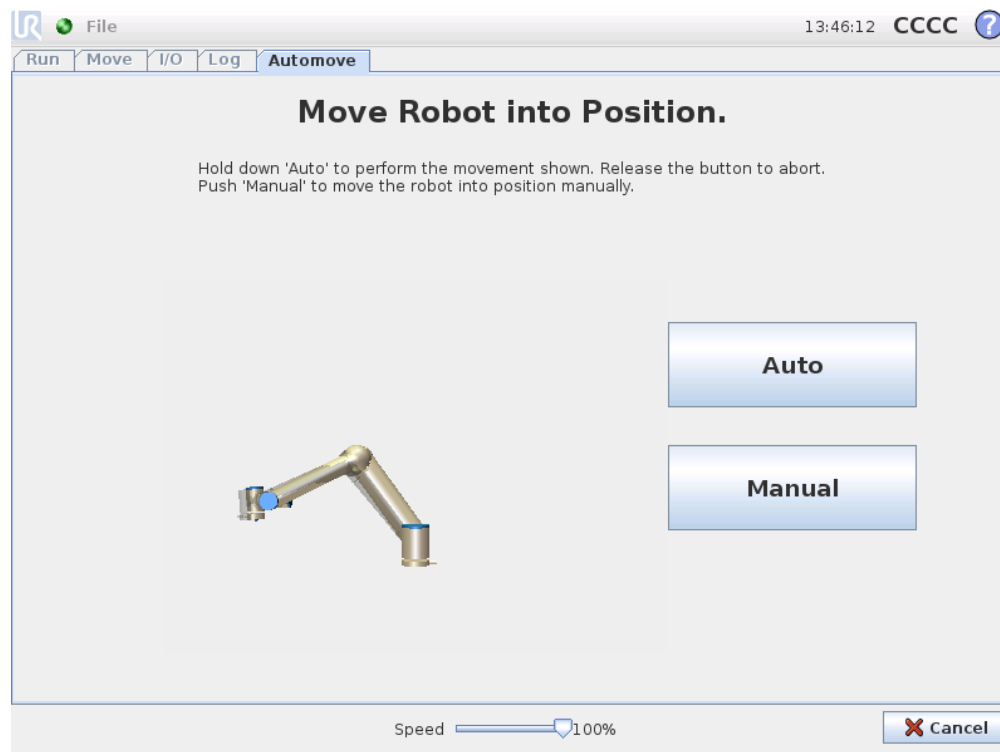 UR File 13:46:12 CCCC ?
Run Move I/O Log Automove
Move Robot into Position.
Hold down 'Auto' to perform the movement shown. Release the button to abort.
Push 'Manual' to move the robot into position manually.
Auto
Manual
Speed 100% Cancel